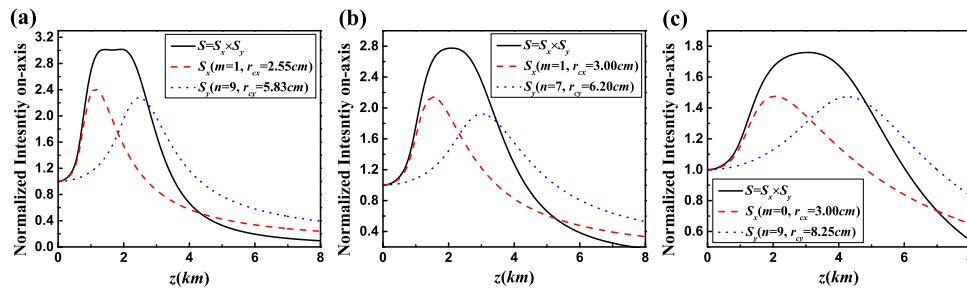 (a)
Normalized Intesntiy on-axis
3.2
2.8
2.4
2.0
1.6
1.2
0.8
0.4
0.0
S=Sx×Sy
Sx(m=1, rcx=2.55cm)
Sy(n=9, rcy=5.83cm)
0 2 4 6 8
z(km)
(b)
Normalized Intesntiy on-axis
2.8
2.4
2.0
1.6
1.2
0.8
0.4
S=Sx×Sy
Sx(m=1, rcx=3.00cm)
Sy(n=7, rcy=6.20cm)
0 2 4 6 8
z(km)
(c)
Normalized Intesntiy on-axis
1.8
1.6
1.4
1.2
1.0
0.8
0.6
S=Sx×Sy
Sx(m=0, rcx=3.00cm)
Sy(n=9, rcy=8.25cm)
0 2 4 6 8
z(km)